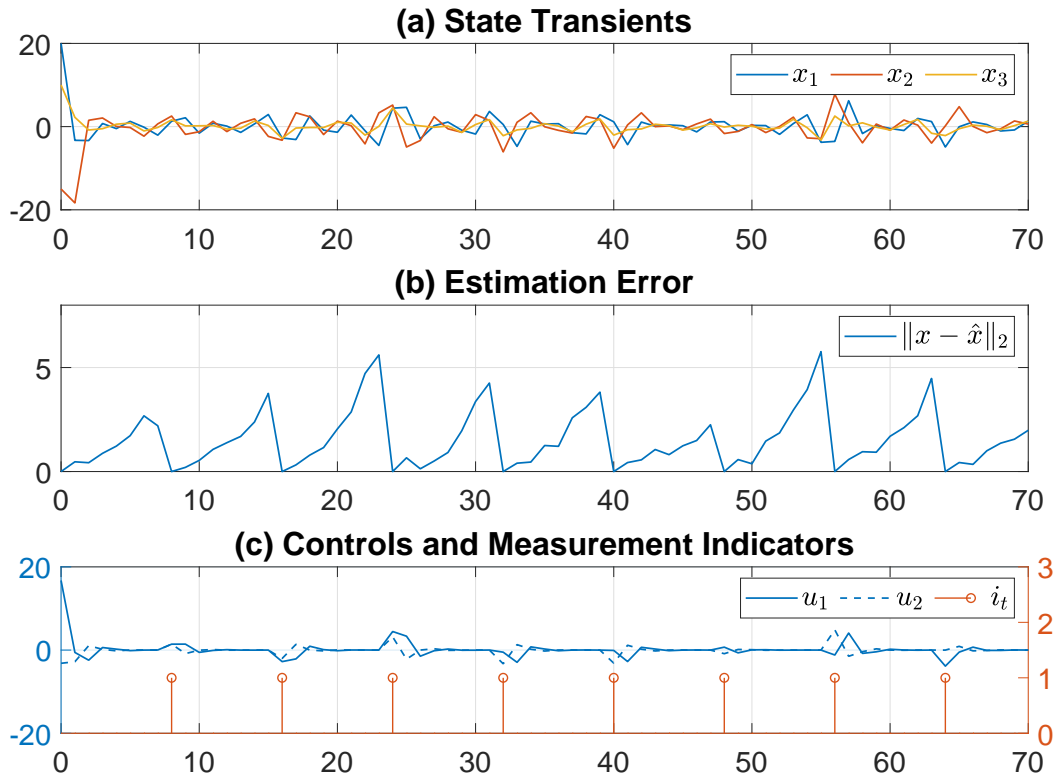 (a) State Transients
20
0
-20
x₁ x₂ x₃
0 10 20 30 40 50 60 70
(b) Estimation Error
5
0
‖x − x̂‖₂
0 10 20 30 40 50 60 70
(c) Controls and Measurement Indicators
20
0
-20
u₁ u₂ iₜ
3
2
1
0
0 10 20 30 40 50 60 70